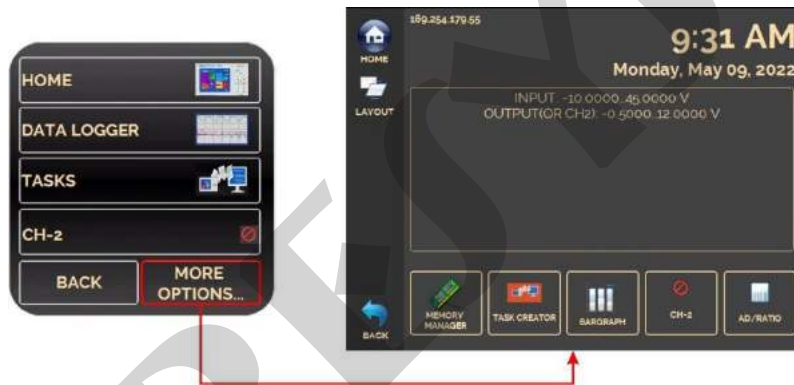 HOME
DATA LOGGER
TASKS
CH-2
BACK
MORE
OPTIONS...
189.254.179.55
9:31 AM
Monday, May 09, 2022
HOME
LAYOUT
INPUT: -10.0000..45.0000 V
OUTPUT(OR CH2): -0.5000..12.0000 V
BACK
MEMORY
MANAGER
TASK CREATOR
BARGRAPH
CH-2
AD/RATIO